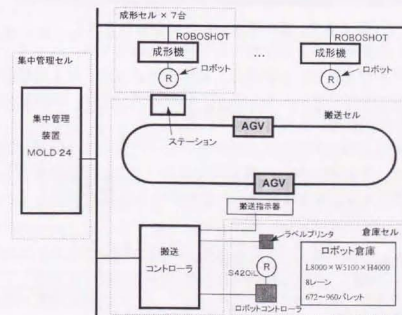 成形セル × 7台
ROBOSHOT
ROBOSHOT
成形機
…
成形機
R
ロボット
R
ロボット
集中管理セル
集中管理
装置
MOLD 24
ステーション
搬送セル
AGV
AGV
搬送指示器
搬送
コントローラ
ラベルプリンタ
倉庫セル
S420iL
R
ロボットコントローラ
ロボット倉庫
L8000×W5100×H4000
8レーン
672～960パレット